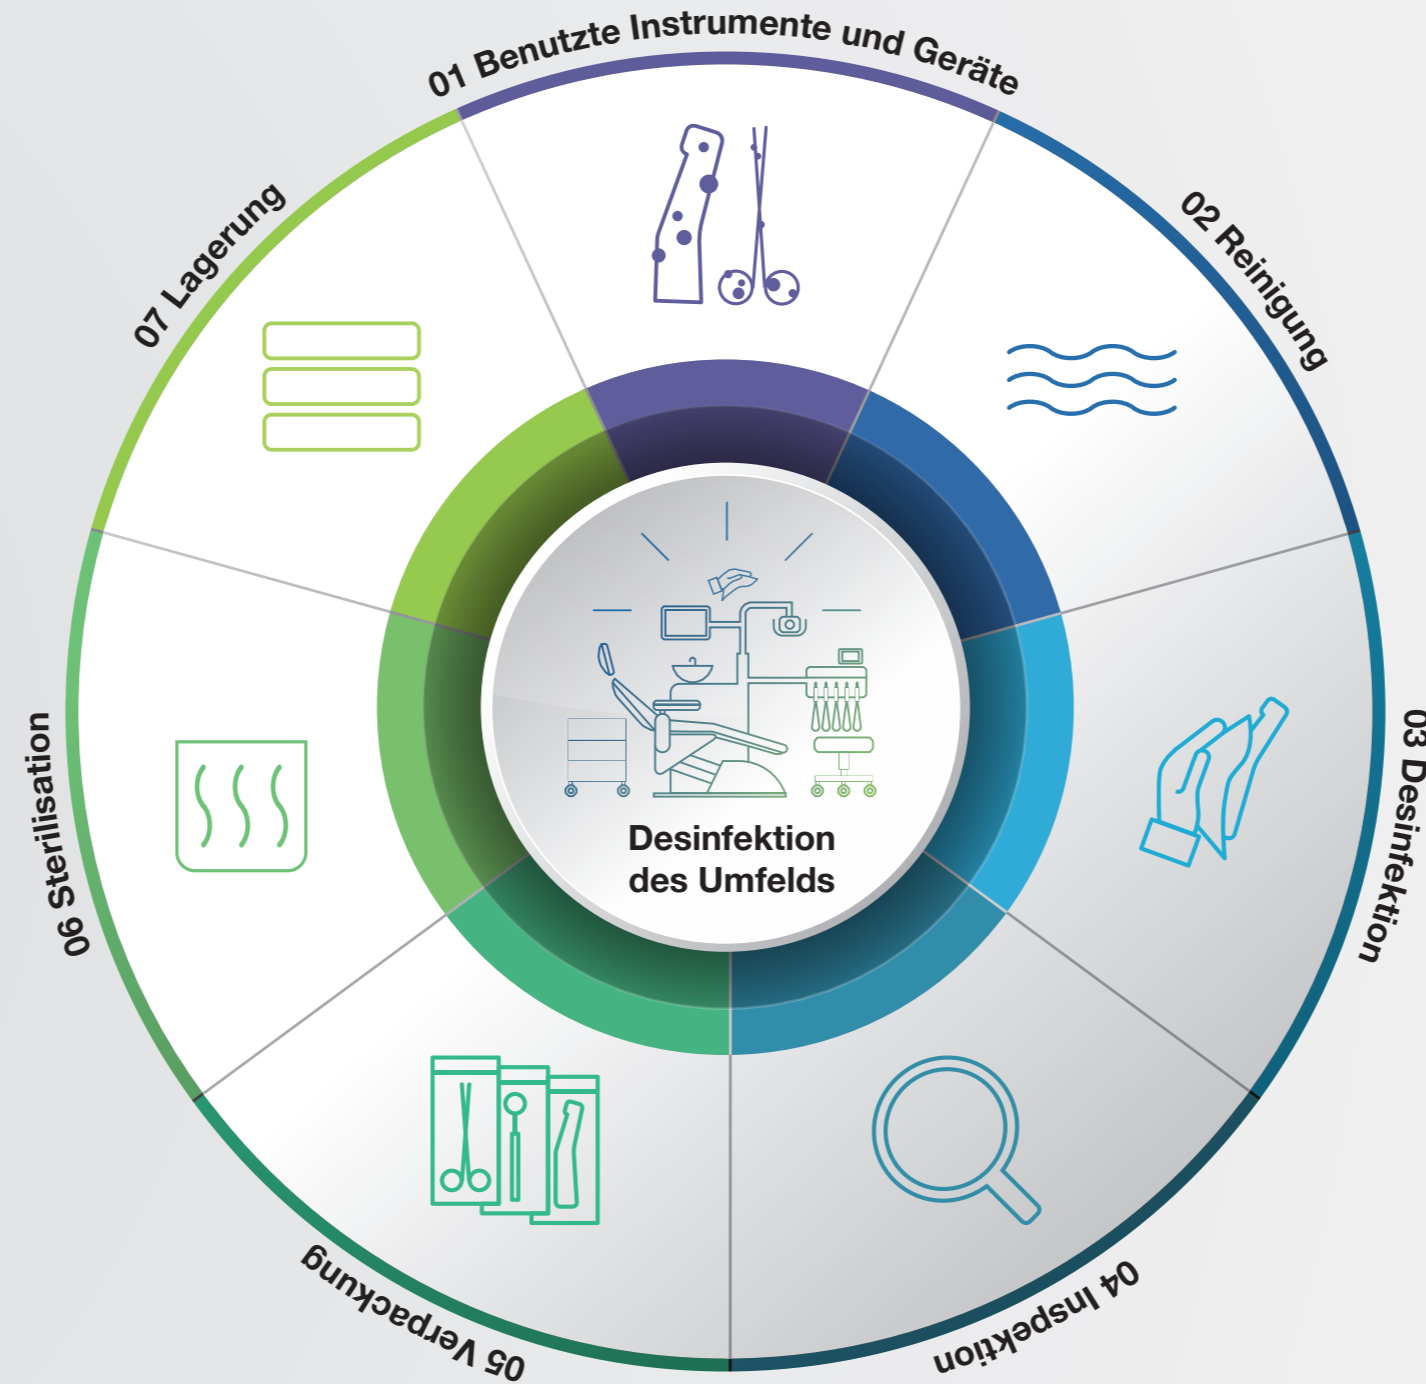 01 Benutzte Instrumente und Geräte
02 Reinigung
03 Desinfektion
04 Inspektion
05 Verpackung
06 Sterilisation
07 Lagerung
Desinfektion
des Umfelds